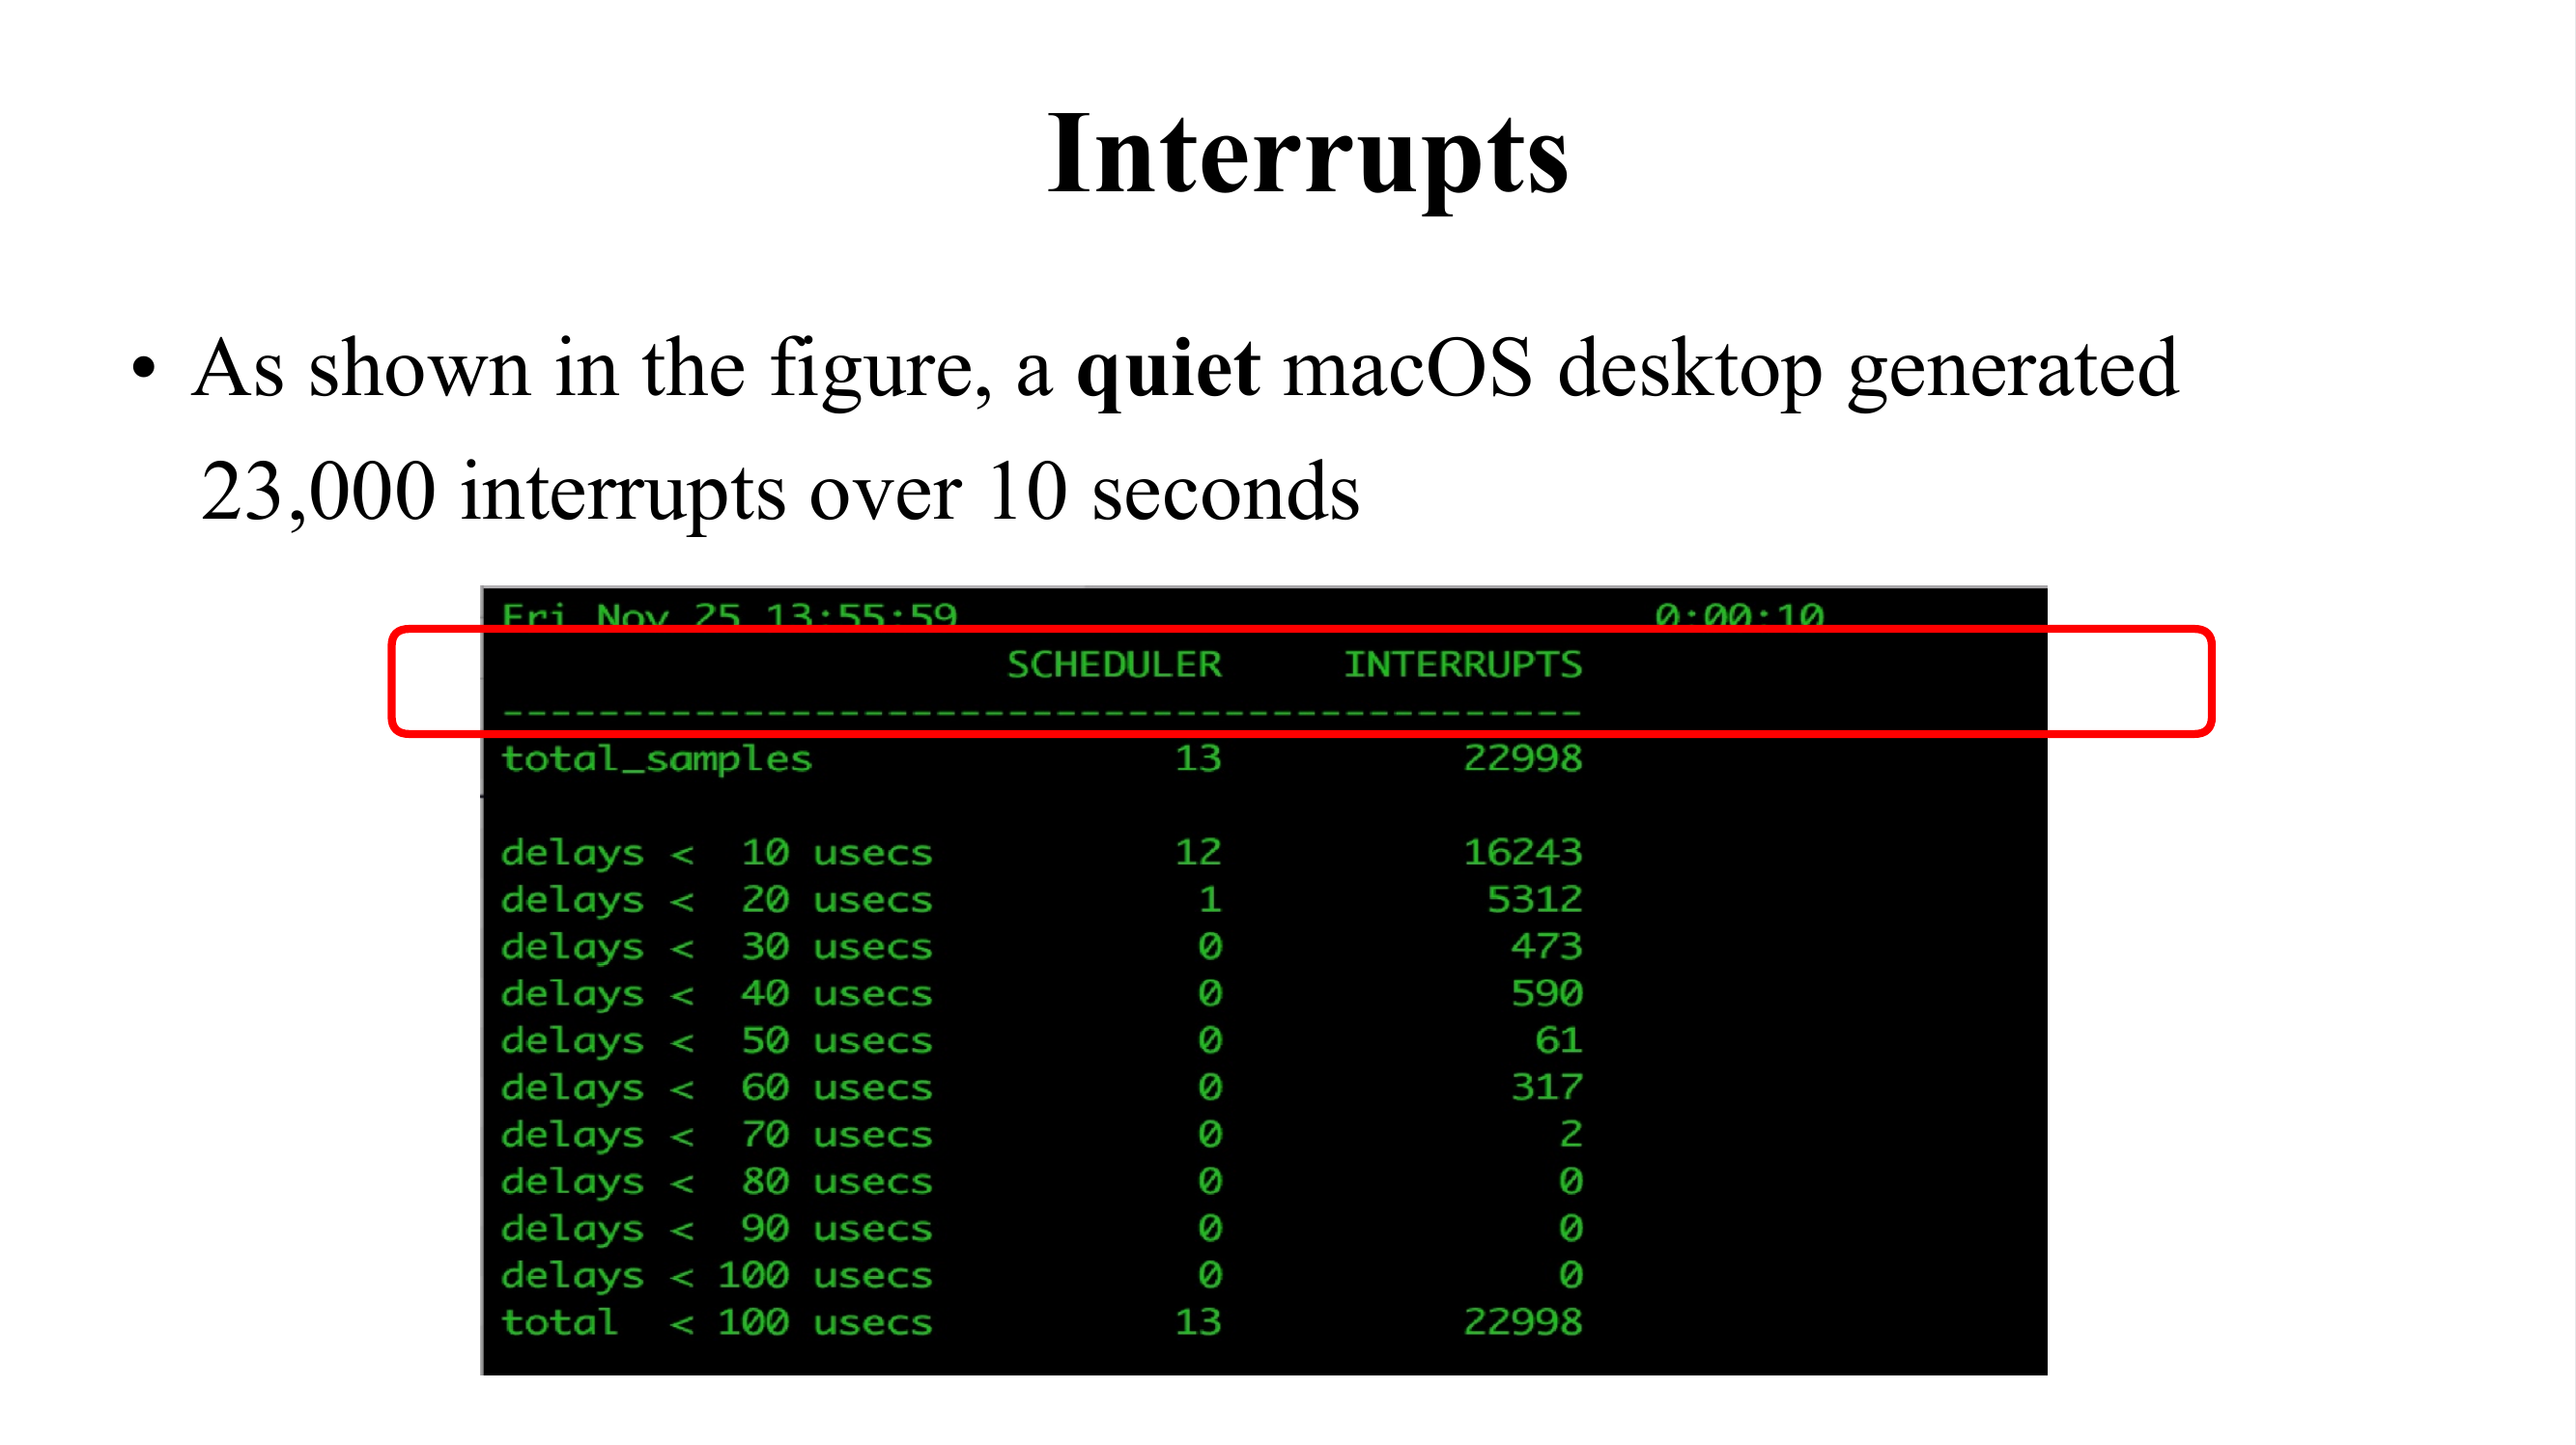 Interrupts
• As shown in the figure, a quiet macOS desktop generated
23,000 interrupts over 10 seconds
Fri Nov 25 13:55:59 0:00:10
SCHEDULER INTERRUPTS
----------------------------------------------
total_samples 13 22998
delays < 10 usecs 12 16243
delays < 20 usecs 1 5312
delays < 30 usecs 0 473
delays < 40 usecs 0 590
delays < 50 usecs 0 61
delays < 60 usecs 0 317
delays < 70 usecs 0 2
delays < 80 usecs 0 0
delays < 90 usecs 0 0
delays < 100 usecs 0 0
total < 100 usecs 13 22998